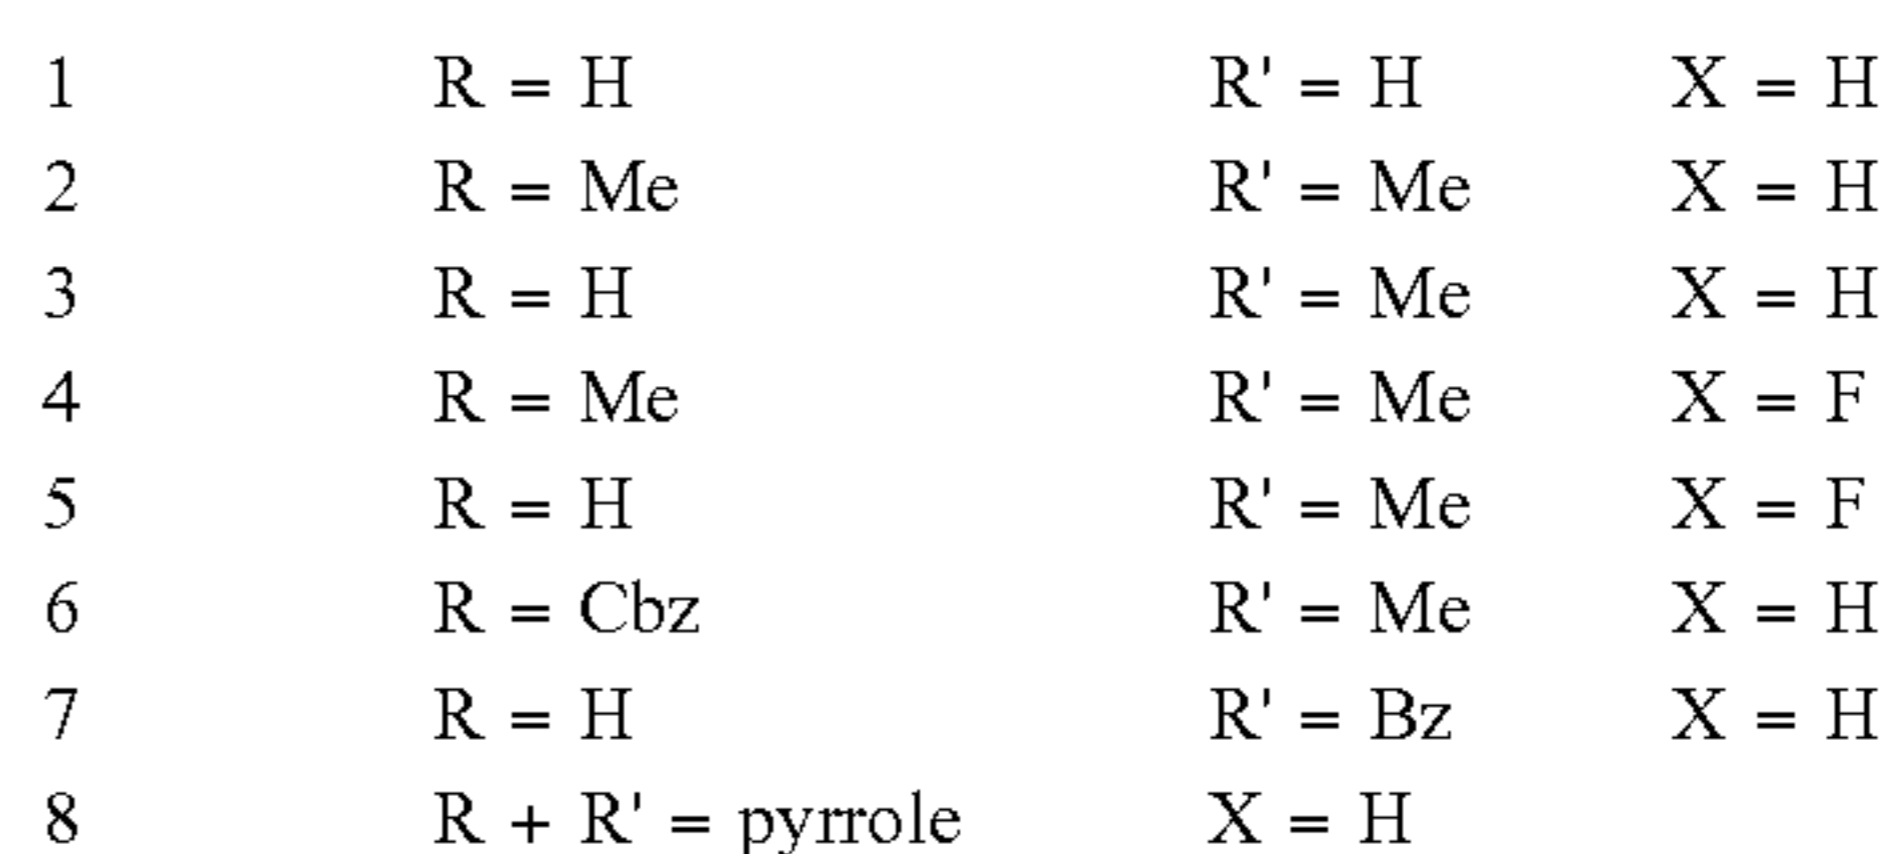 1 R = H R' = H X = H
2 R = Me R' = Me X = H
3 R = H R' = Me X = H
4 R = Me R' = Me X = F
5 R = H R' = Me X = F
6 R = Cbz R' = Me X = H
7 R = H R' = Bz X = H
8 R + R' = pyrrole X = H